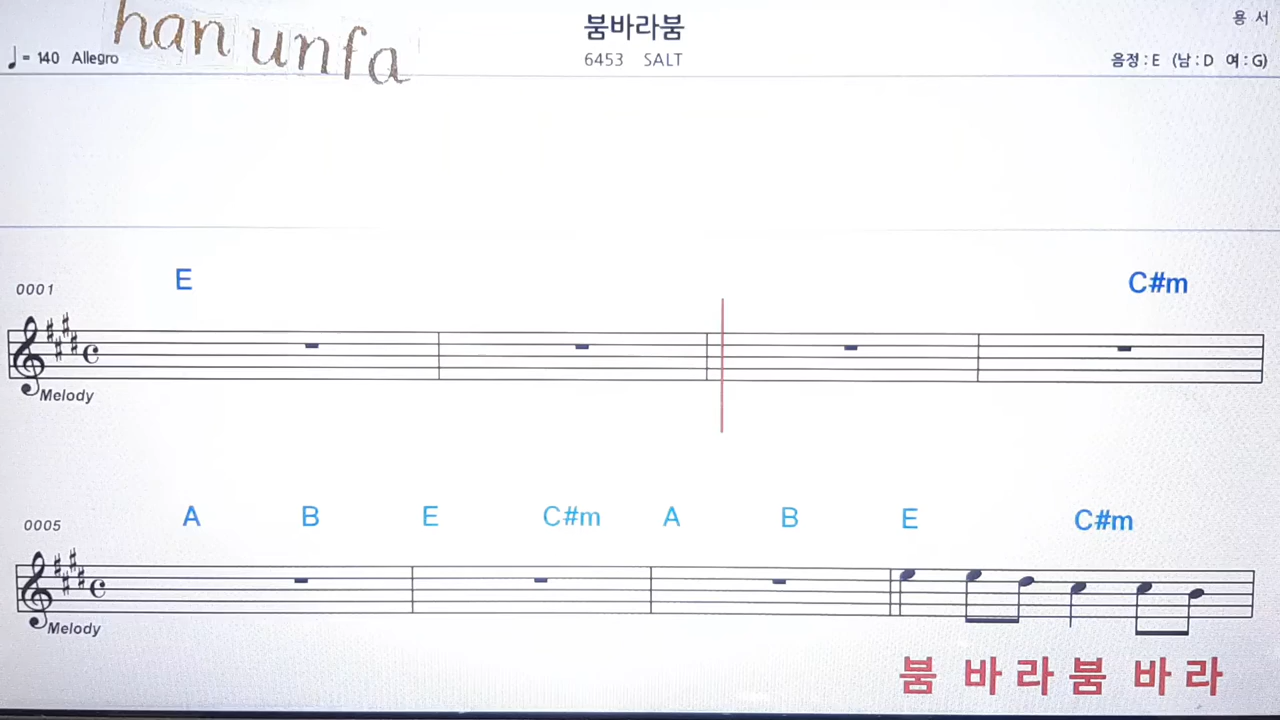 han unfa
붐바라붐
용 서
♩= 140 Allegro
6453 SALT
음정 : E (남 : D 여 : G)
E C#m
0001
Melody
A B E C#m A B E C#m
0005
Melody
붐 바 라 붐 바 라